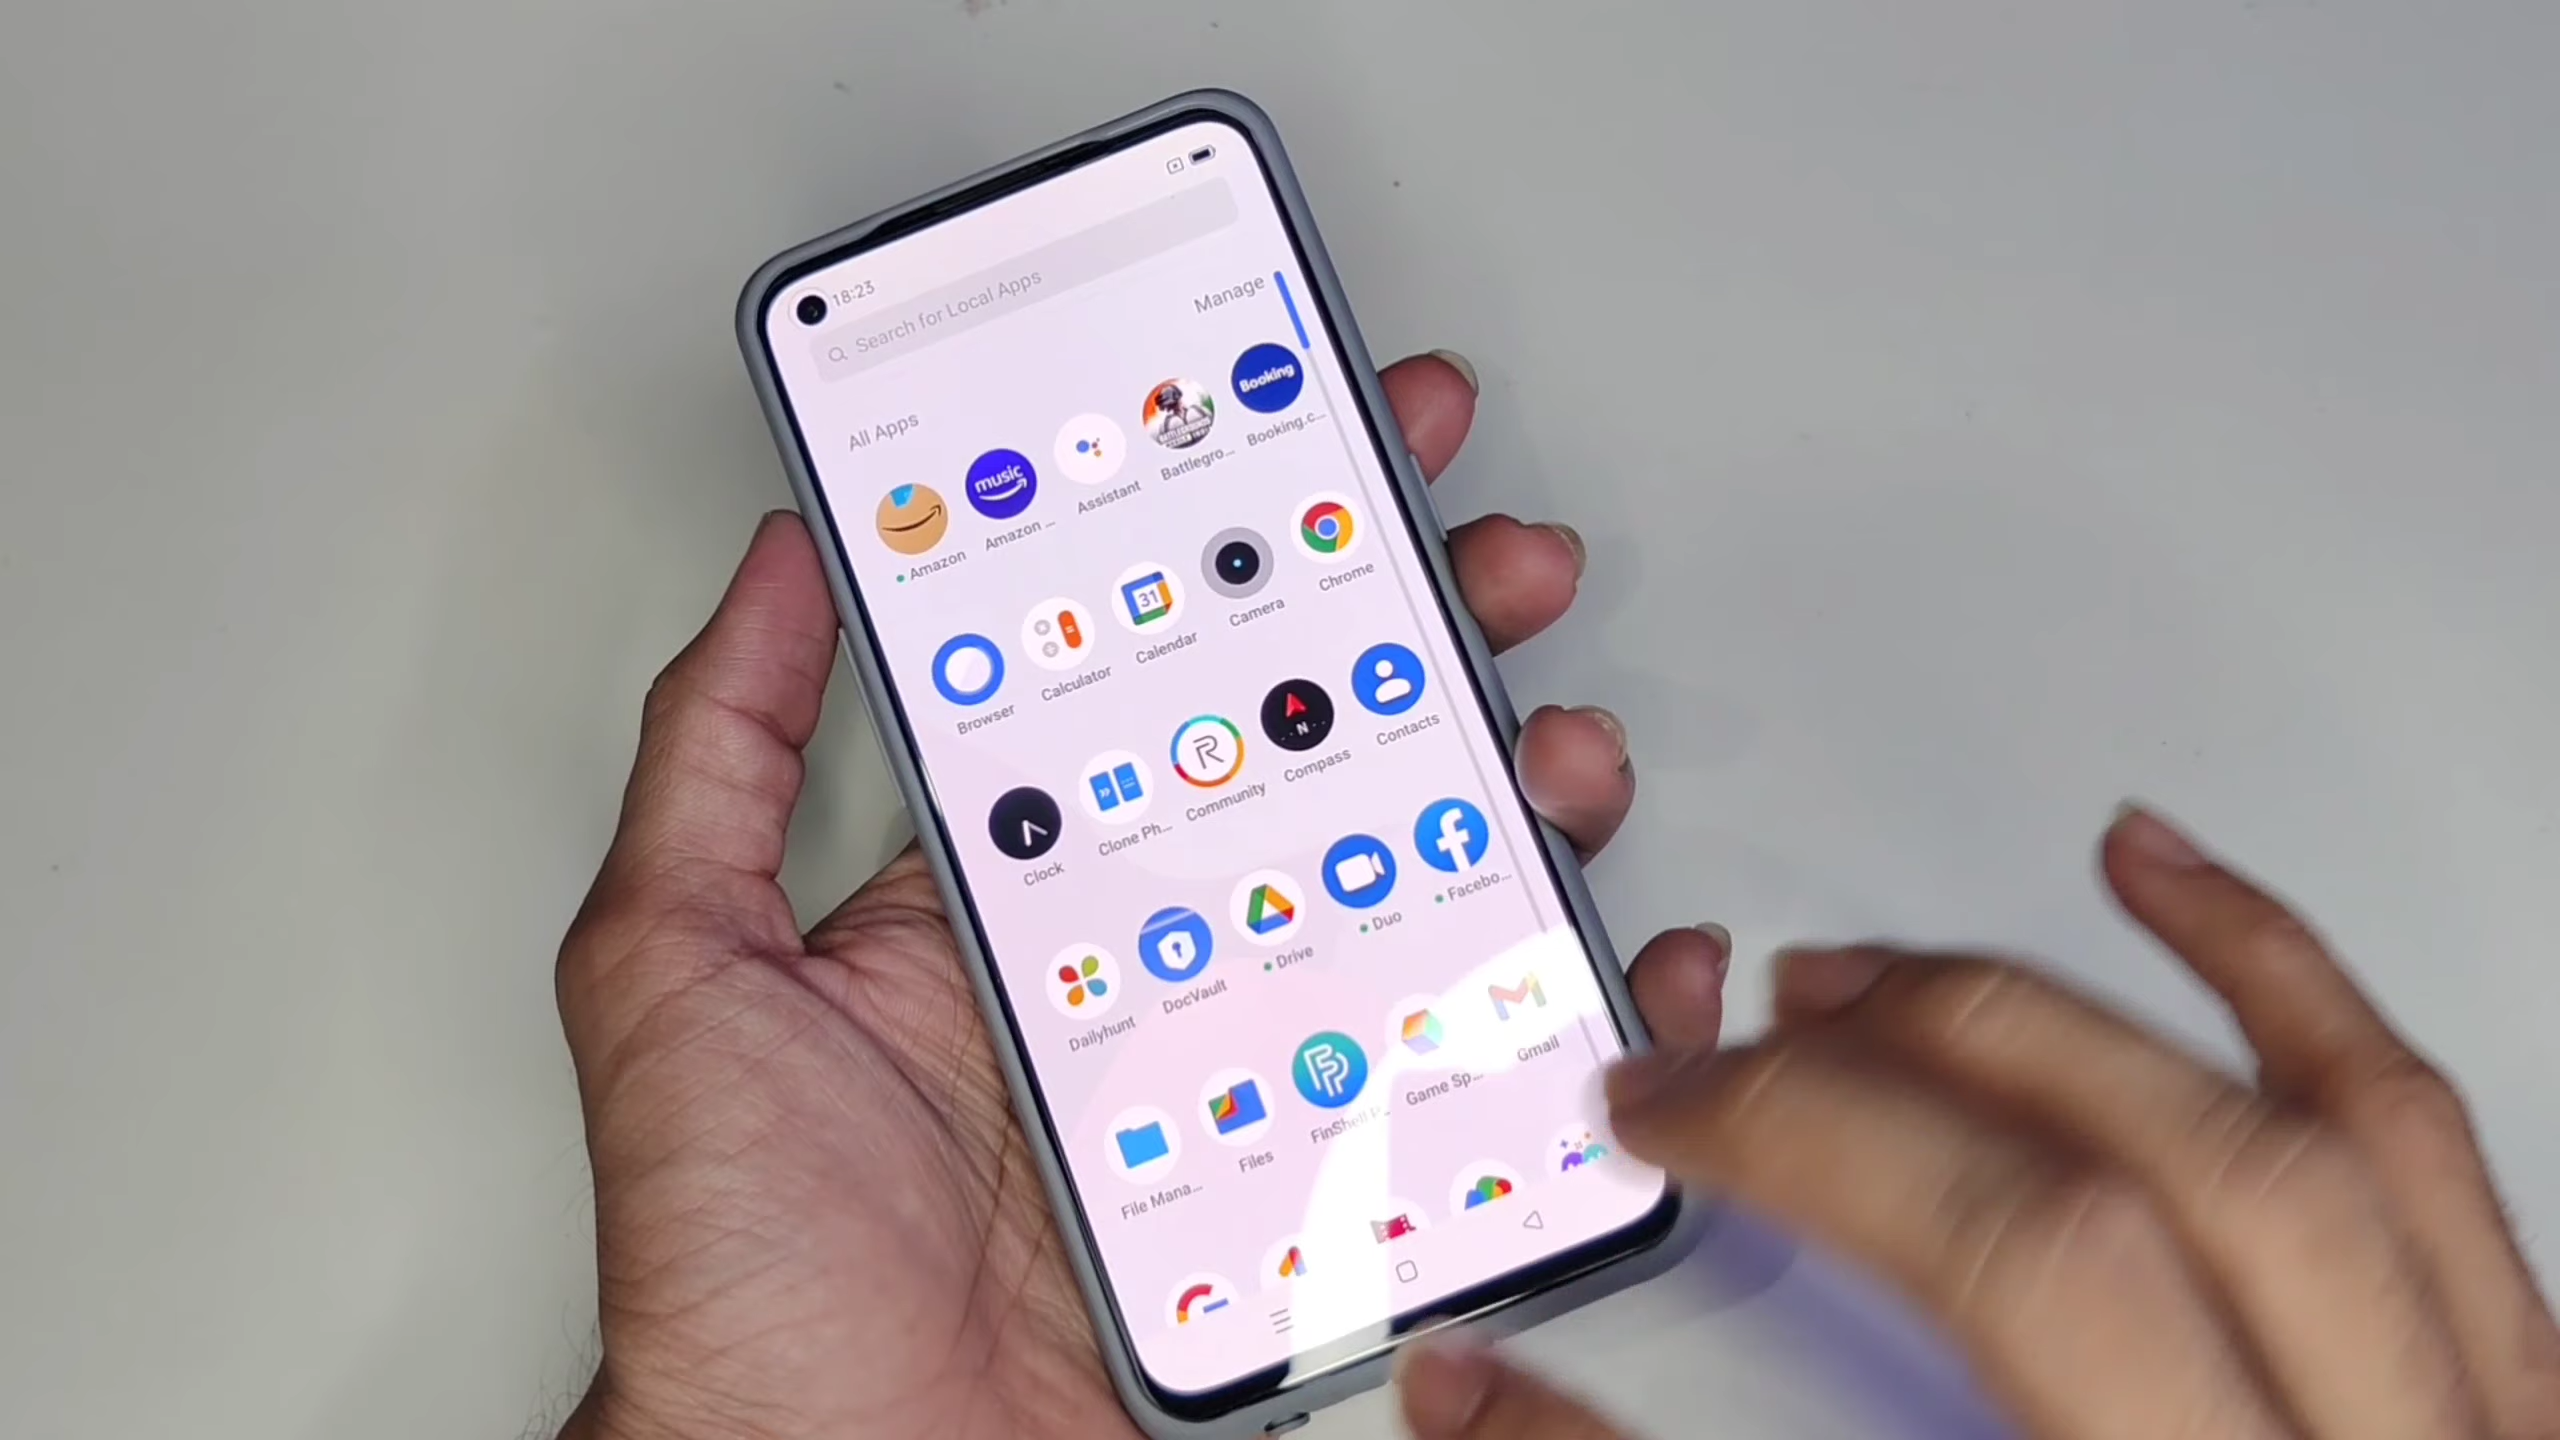 18:23
Search for Local Apps
Manage
All Apps
music
BATTLEGROUNDS
Booking
Amazon
Amazon ...
Assistant
Battlegro...
Booking.c...
31
Browser
Calculator
Calendar
Camera
Chrome
N
Clock
Clone Ph...
Community
Compass
Contacts
Dailyhunt
DocVault
Drive
Duo
Facebo...
File Mana...
Files
FinShell P...
Game Sp...
Gmail